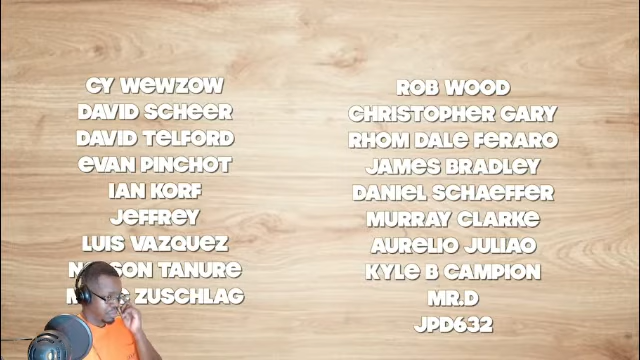 CY WEWZOW
DAVID SCHEER
DAVID TELFORD
EVAN PINCHOT
IAN KORF
JEFFREY
LUIS VAZQUEZ
TANURE
ZUSCHLAG
ROB WOOD
CHRISTOPHER GARY
RHOM DALE FERARO
JAMES BRADLEY
DANIEL SCHAEFFER
MURRAY CLARKE
AURELIO JULIAO
KYLE B CAMPION
MR.D
JPD632